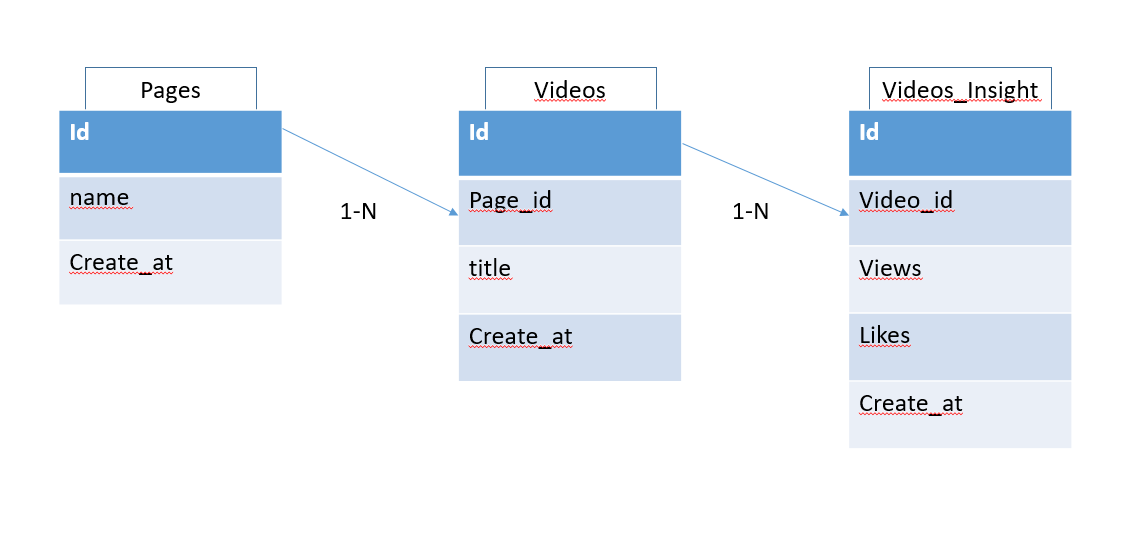 Pages
Id
name
Create_at
1-N
Videos
Id
Page_id
title
Create_at
1-N
Videos_Insight
Id
Video_id
Views
Likes
Create_at